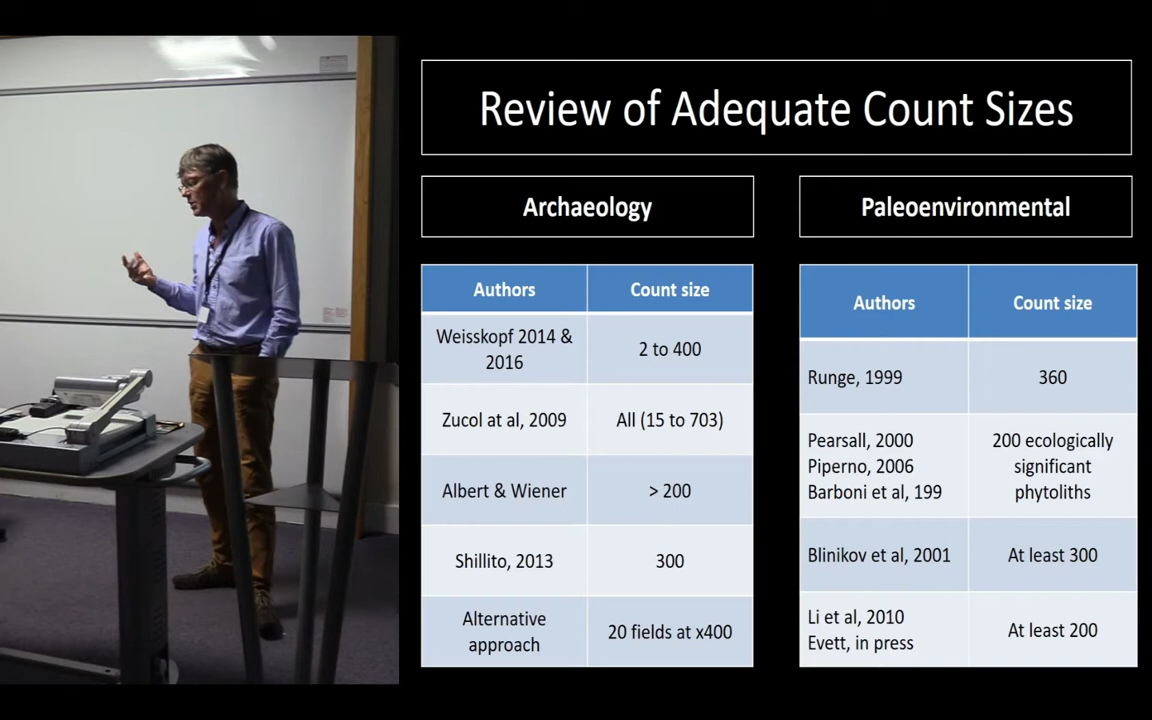 Review of Adequate Count Sizes
Archaeology
Authors
Count size
Weisskopf 2014 &
2016
2 to 400
Zucol at al, 2009
All (15 to 703)
Albert & Wiener
> 200
Shillito, 2013
300
Alternative
approach
20 fields at x400
Paleoenvironmental
Authors
Count size
Runge, 1999
360
Pearsall, 2000
Piperno, 2006
Barboni et al, 199
200 ecologically
significant
phytoliths
Blinikov et al, 2001
At least 300
Li et al, 2010
Evett, in press
At least 200